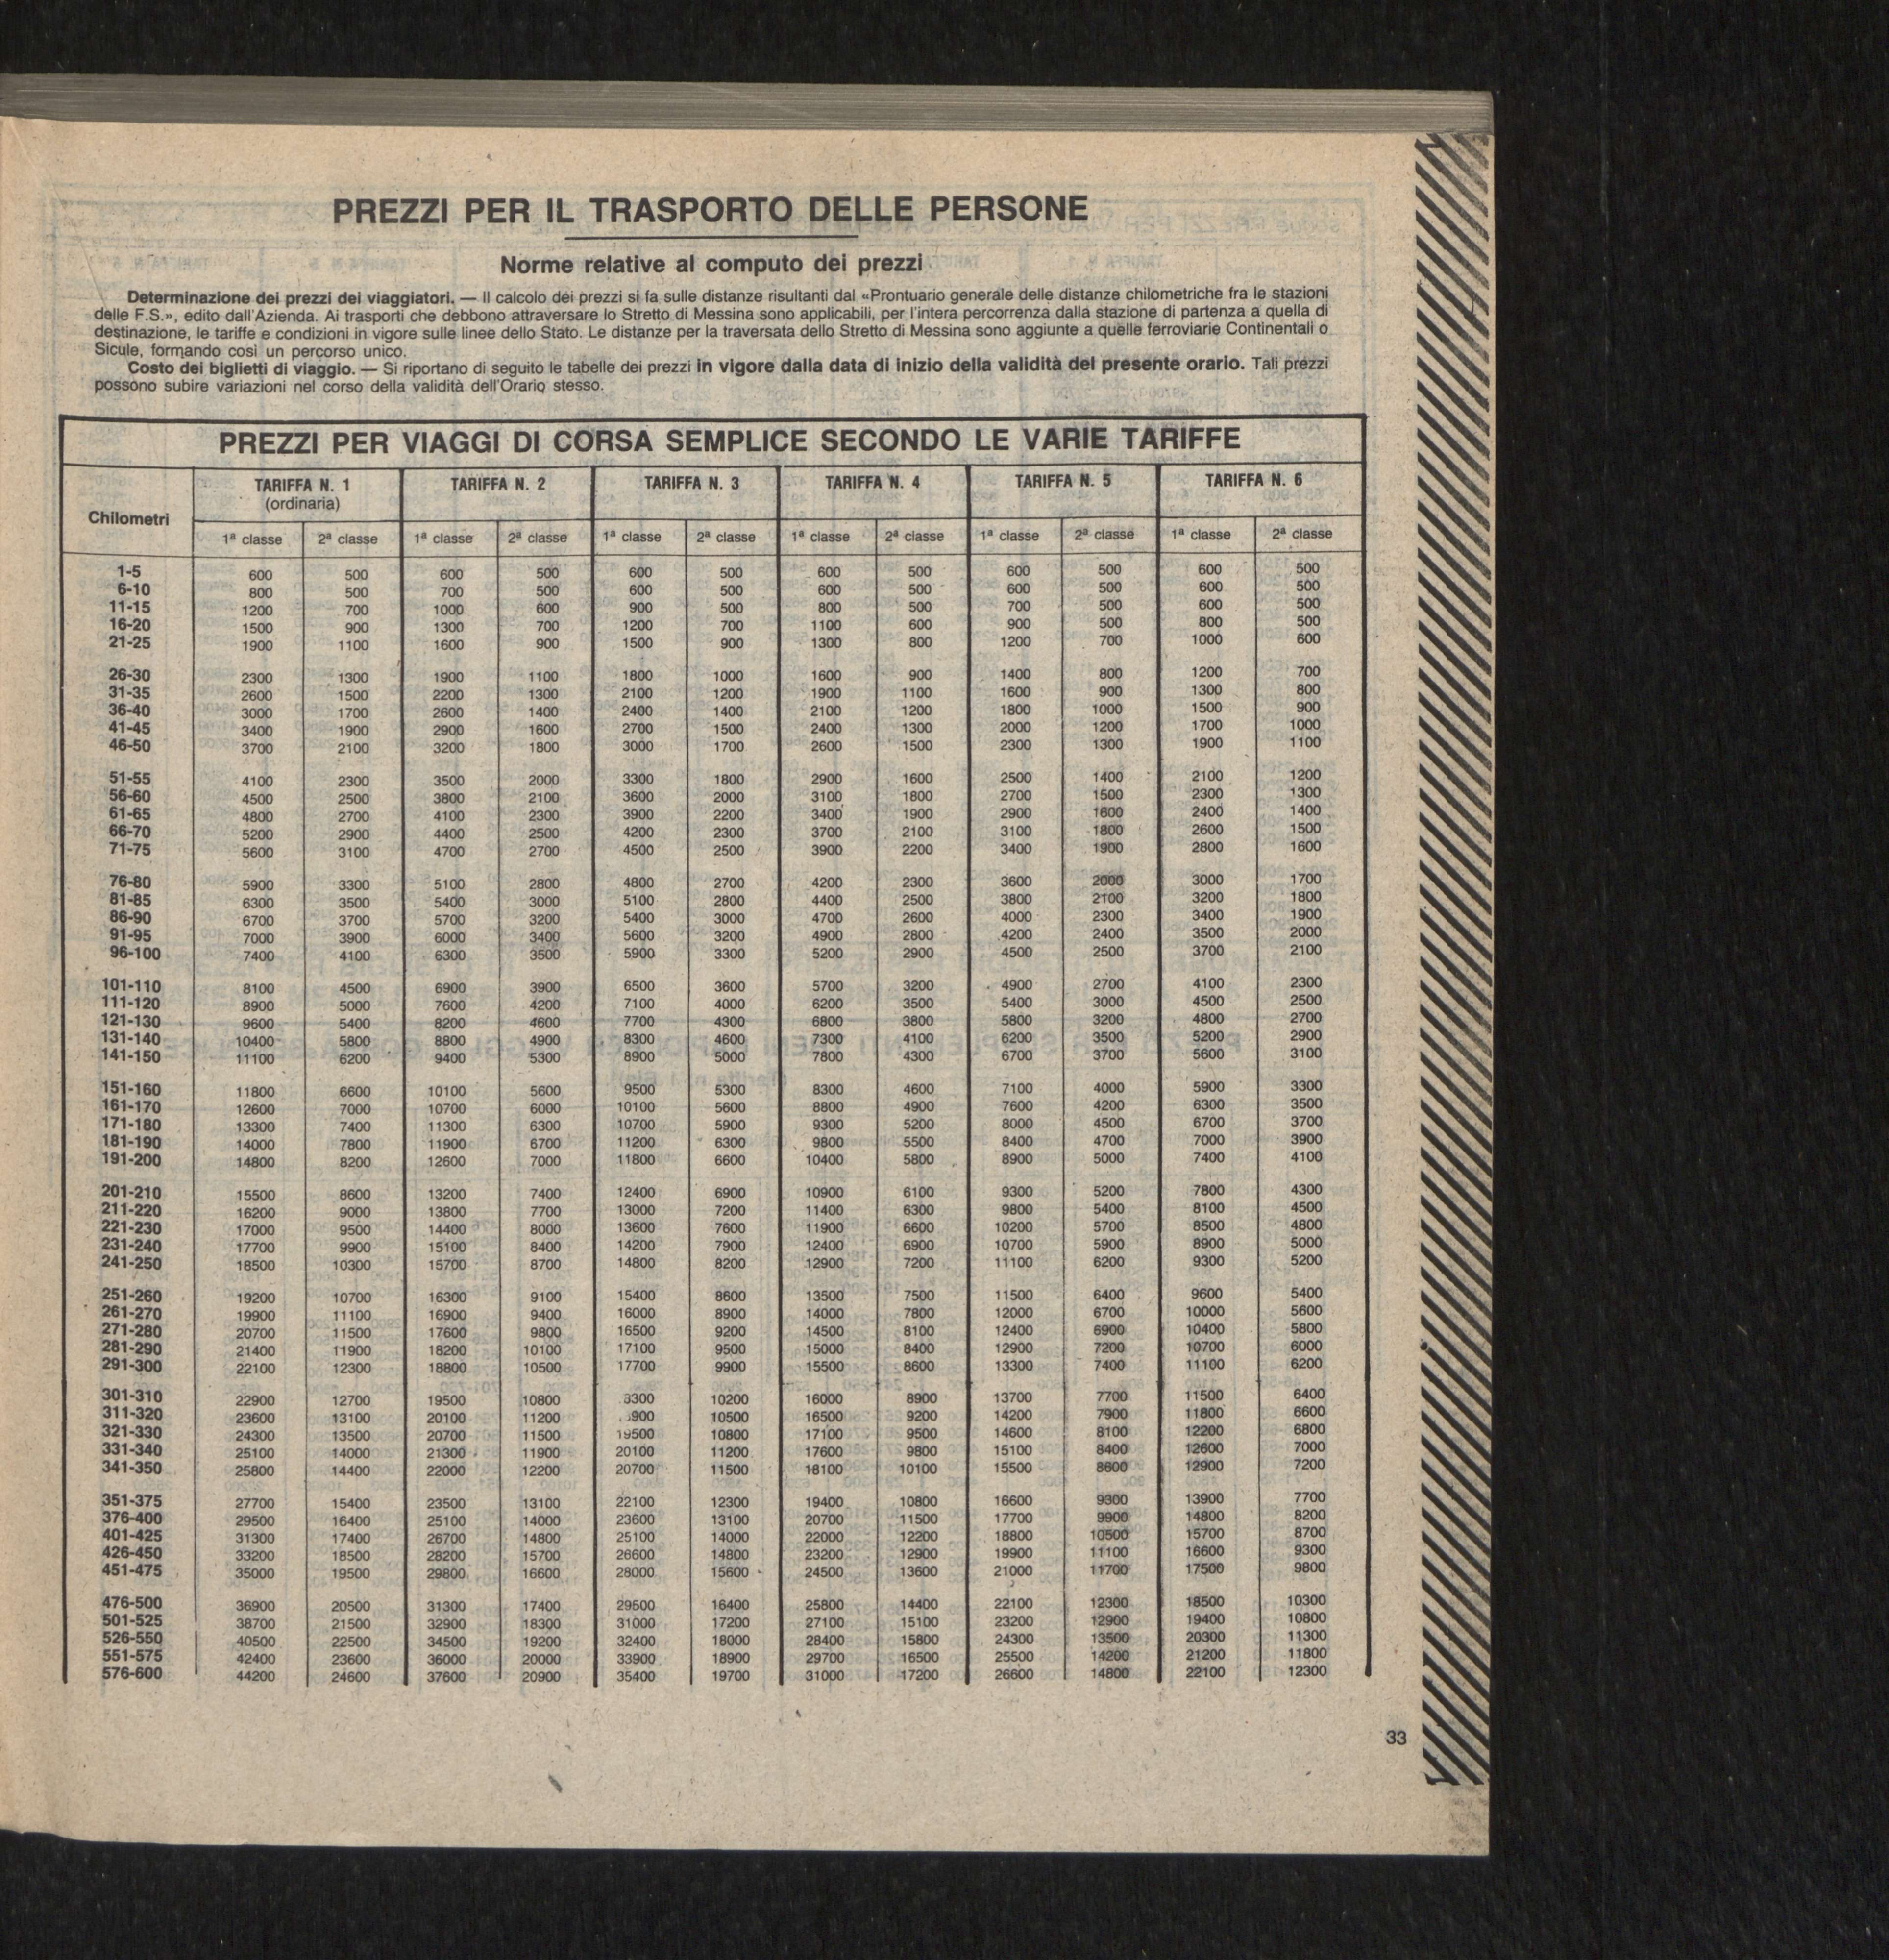 PREZZI PER IL TRASPORTO DELLE PERSONE
Norme relative al computo dei prezzi
Determinazione dei prezzi dei viaggiatori. — Il calcolo dei prezzi si fa sulle distanze risultanti dal «Prontuario generale delle distanze chilometriche fra le stazioni
delle F.S.», edito dall'Azienda. Ai trasporti che debbono attraversare lo Stretto di Messina sono applicabili, per l'intera percorrenza dalla stazione di partenza a quella di
destinazione, le tariffe e condizioni in vigore sulle linee dello Stato. Le distanze per la traversata dello Stretto di Messina sono aggiunte a quelle ferroviarie Continentali o
Sicule, formando così un percorso unico.
Costo dei biglietti di viaggio. — Si riportano di seguito le tabelle dei prezzi in vigore dalla data di inizio della validità del presente orario. Tali prezzi
possono subire variazioni nel corso della validità dell'Orario stesso.
PREZZI PER VIAGGI DI CORSA SEMPLICE SECONDO LE VARIE TARIFFE
Chilometri TARIFFA N. 1 (ordinaria) TARIFFA N. 2 TARIFFA N. 3 TARIFFA N. 4 TARIFFA N. 5 TARIFFA N. 6
1ª classe 2ª classe 1ª classe 2ª classe 1ª classe 2ª classe 1ª classe 2ª classe 1ª classe 2ª classe 1ª classe 2ª classe
1-5 600 500 600 500 600 500 600 500 600 500 600 500
6-10 800 500 700 500 600 500 600 500 600 500 600 500
11-15 1200 700 1000 600 900 500 800 500 700 500 600 500
16-20 1500 900 1300 700 1200 700 1100 600 900 500 800 500
21-25 1900 1100 1600 900 1500 900 1300 800 1200 700 1000 600
26-30 2300 1300 1900 1100 1800 1000 1600 900 1400 800 1200 700
31-35 2600 1500 2200 1300 2100 1200 1900 1100 1600 900 1300 800
36-40 3000 1700 2600 1400 2400 1400 2100 1200 1800 1000 1500 900
41-45 3400 1900 2900 1600 2700 1500 2400 1300 2000 1200 1700 1000
46-50 3700 2100 3200 1800 3000 1700 2600 1500 2300 1300 1900 1100
51-55 4100 2300 3500 2000 3300 1800 2900 1600 2500 1400 2100 1200
56-60 4500 2500 3800 2100 3600 2000 3100 1800 2700 1500 2300 1300
61-65 4800 2700 4100 2300 3900 2200 3400 1900 2900 1600 2400 1400
66-70 5200 2900 4400 2500 4200 2300 3700 2100 3100 1800 2600 1500
71-75 5600 3100 4700 2700 4500 2500 3900 2200 3400 1900 2800 1600
76-80 5900 3300 5100 2800 4800 2700 4200 2300 3600 2000 3000 1700
81-85 6300 3500 5400 3000 5100 2800 4400 2500 3800 2100 3200 1800
86-90 6700 3700 5700 3200 5400 3000 4700 2600 4000 2300 3400 1900
91-95 7000 3900 6000 3400 5600 3200 4900 2800 4200 2400 3500 2000
96-100 7400 4100 6300 3500 5900 3300 5200 2900 4500 2500 3700 2100
101-110 8100 4500 6900 3900 6500 3600 5700 3200 4900 2700 4100 2300
111-120 8900 5000 7600 4200 7100 4000 6200 3500 5400 3000 4500 2500
121-130 9600 5400 8200 4600 7700 4300 6800 3800 5800 3200 4800 2700
131-140 10400 5800 8800 4900 8300 4600 7300 4100 6200 3500 5200 2900
141-150 11100 6200 9400 5300 8900 5000 7800 4300 6700 3700 5600 3100
151-160 11800 6600 10100 5600 9500 5300 8300 4600 7100 4000 5900 3300
161-170 12600 7000 10700 6000 10100 5600 8800 4900 7600 4200 6300 3500
171-180 13300 7400 11300 6300 10700 5900 9300 5200 8000 4500 6700 3700
181-190 14000 7800 11900 6700 11200 6300 9800 5500 8400 4700 7000 3900
191-200 14800 8200 12600 7000 11800 6600 10400 5800 8900 5000 7400 4100
201-210 15500 8600 13200 7400 12400 6900 10900 6100 9300 5200 7800 4300
211-220 16200 9000 13800 7700 13000 7200 11400 6300 9800 5400 8100 4500
221-230 17000 9500 14400 8000 13600 7600 11900 6600 10200 5700 8500 4800
231-240 17700 9900 15100 8400 14200 7900 12400 6900 10700 5900 8900 5000
241-250 18500 10300 15700 8700 14800 8200 12900 7200 11100 6200 9300 5200
251-260 19200 10700 16300 9100 15400 8600 13500 7500 11500 6400 9600 5400
261-270 19900 11100 16900 9400 16000 8900 14000 7800 12000 6700 10000 5600
271-280 20700 11500 17600 9800 16500 9200 14500 8100 12400 6900 10400 5800
281-290 21400 11900 18200 10100 17100 9500 15000 8400 12900 7200 10700 6000
291-300 22100 12300 18800 10500 17700 9900 15500 8600 13300 7400 11100 6200
301-310 22900 12700 19500 10800 10200 16000 8900 13700 7700 11500 6400
311-320 23600 13100 20100 11200 10500 16500 9200 14200 7900 11800 6600
321-330 24300 13500 20700 11500 19500 10800 17100 9500 14600 8100 12200 6800
331-340 25100 14000 21300 11900 20100 11200 17600 9800 15100 8400 12600 7000
341-350 25800 14400 22000 12200 20700 11500 18100 10100 15500 8600 12900 7200
351-375 27700 15400 23500 13100 22100 12300 19400 10800 16600 9300 13900 7700
376-400 29500 16400 25100 14000 23600 13100 20700 11500 17700 9900 14800 8200
401-425 31300 17400 26700 14800 25100 14000 22000 12200 18800 10500 15700 8700
426-450 33200 18500 28200 15700 26600 14800 23200 12900 19900 11100 16600 9300
451-475 35000 19500 29800 16600 28000 15600 24500 13600 21000 11700 17500 9800
476-500 36900 20500 31300 17400 29500 16400 25800 14400 22100 12300 18500 10300
501-525 38700 21500 32900 18300 31000 17200 27100 15100 23200 12900 19400 10800
526-550 40500 22500 34500 19200 32400 18000 28400 15800 24300 13500 20300 11300
551-575 42400 23600 36000 20000 33900 18900 29700 16500 25500 14200 21200 11800
576-600 44200 24600 37600 20900 35400 19700 31000 17200 26600 14800 22100 12300
33